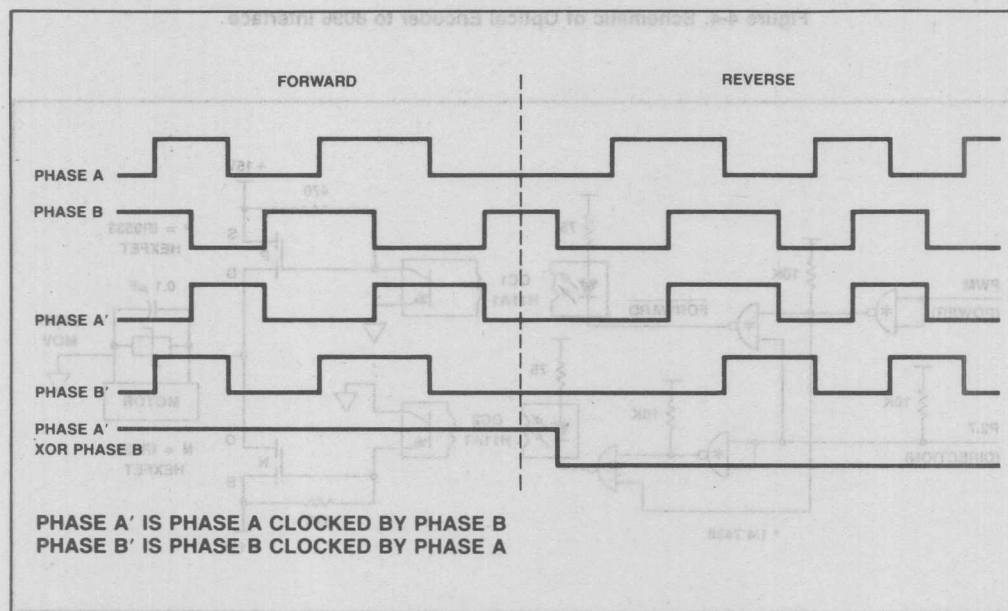 FORWARD
REVERSE
PHASE A
PHASE B
PHASE A'
PHASE B'
PHASE A'
XOR PHASE B
PHASE A' IS PHASE A CLOCKED BY PHASE B
PHASE B' IS PHASE B CLOCKED BY PHASE A